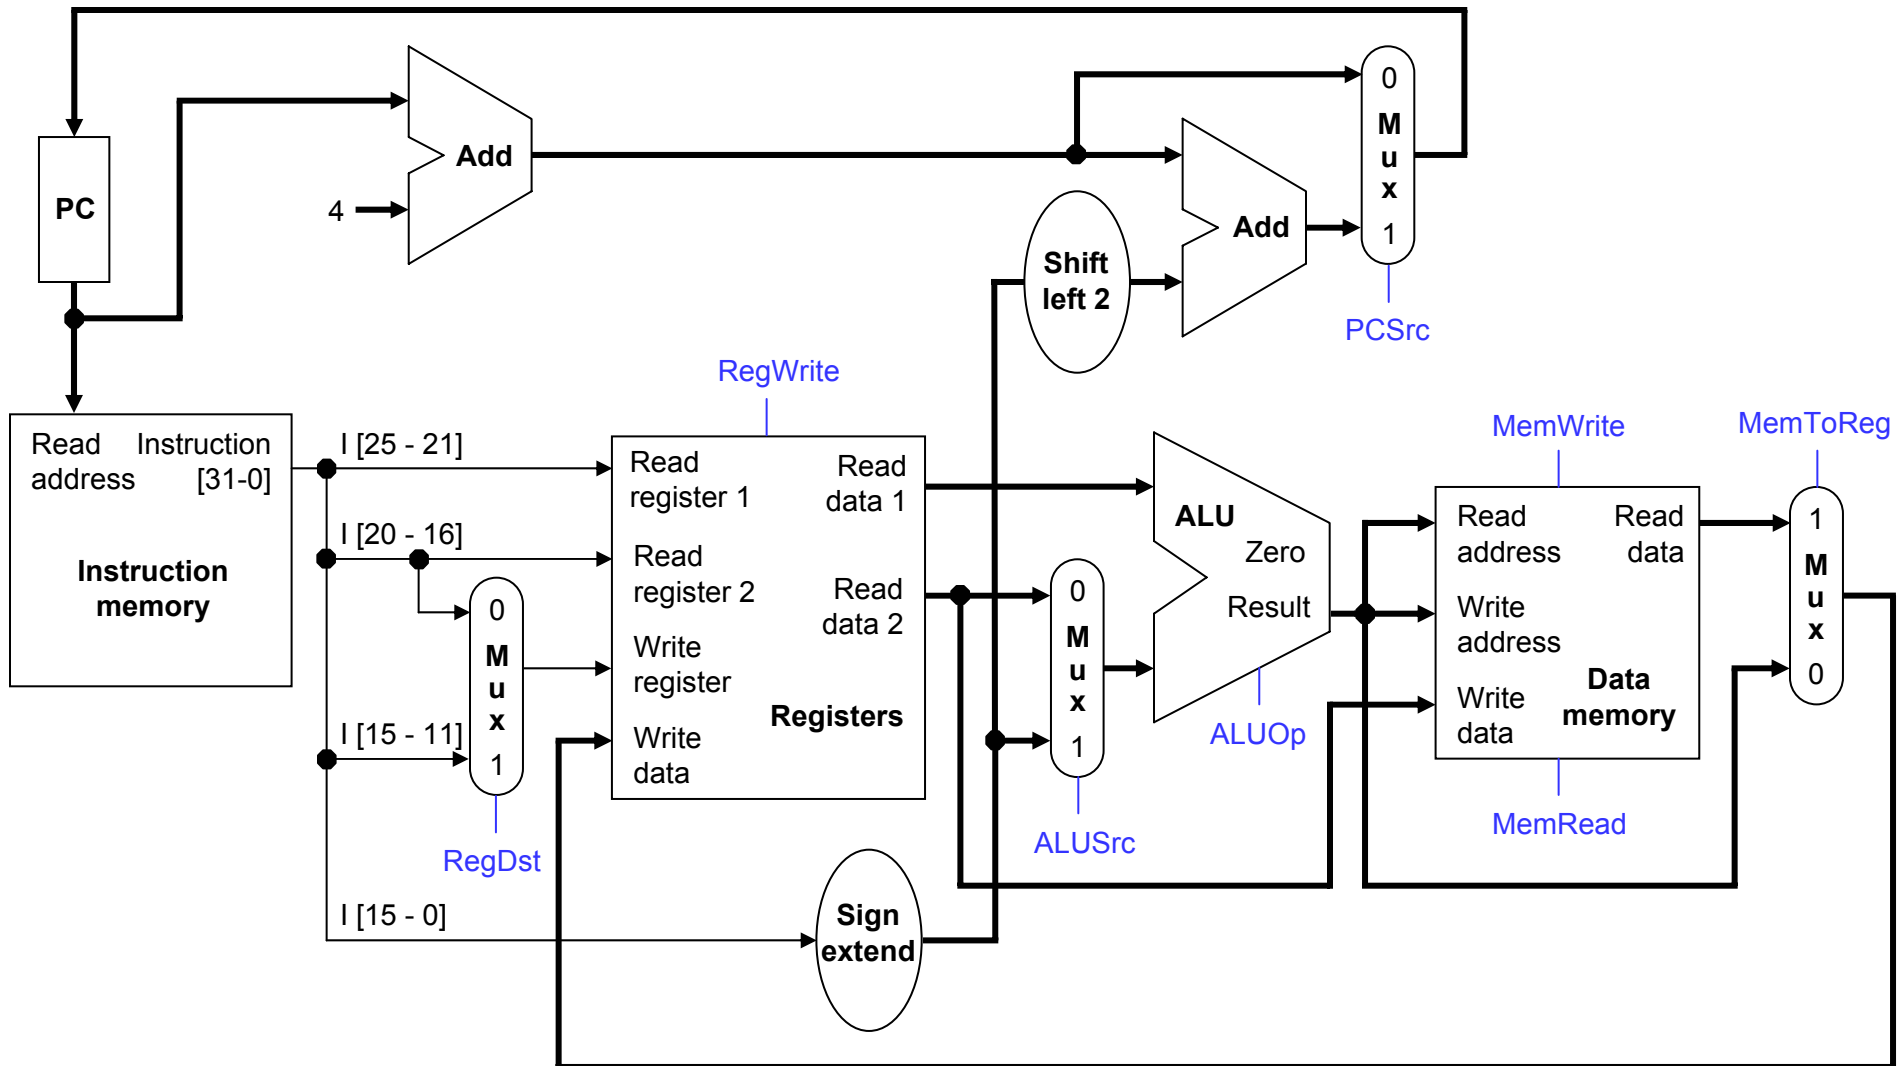 0
M
u
x
1
PCSrc
Add
4
PC
Add
Shift
left 2
RegWrite
Read address
Instruction [31-0]
Instruction
memory
I [25 - 21]
I [20 - 16]
I [15 - 11]
I [15 - 0]
0
M
u
x
1
RegDst
Read
register 1
Read
register 2
Write
register
Write
data
Read
data 1
Read
data 2
Registers
Sign
extend
0
M
u
x
1
ALUSrc
ALU
Zero
Result
ALUOp
MemWrite
Read
address
Write
address
Write
data
Read
data
Data
memory
MemRead
MemToReg
1
M
u
x
0